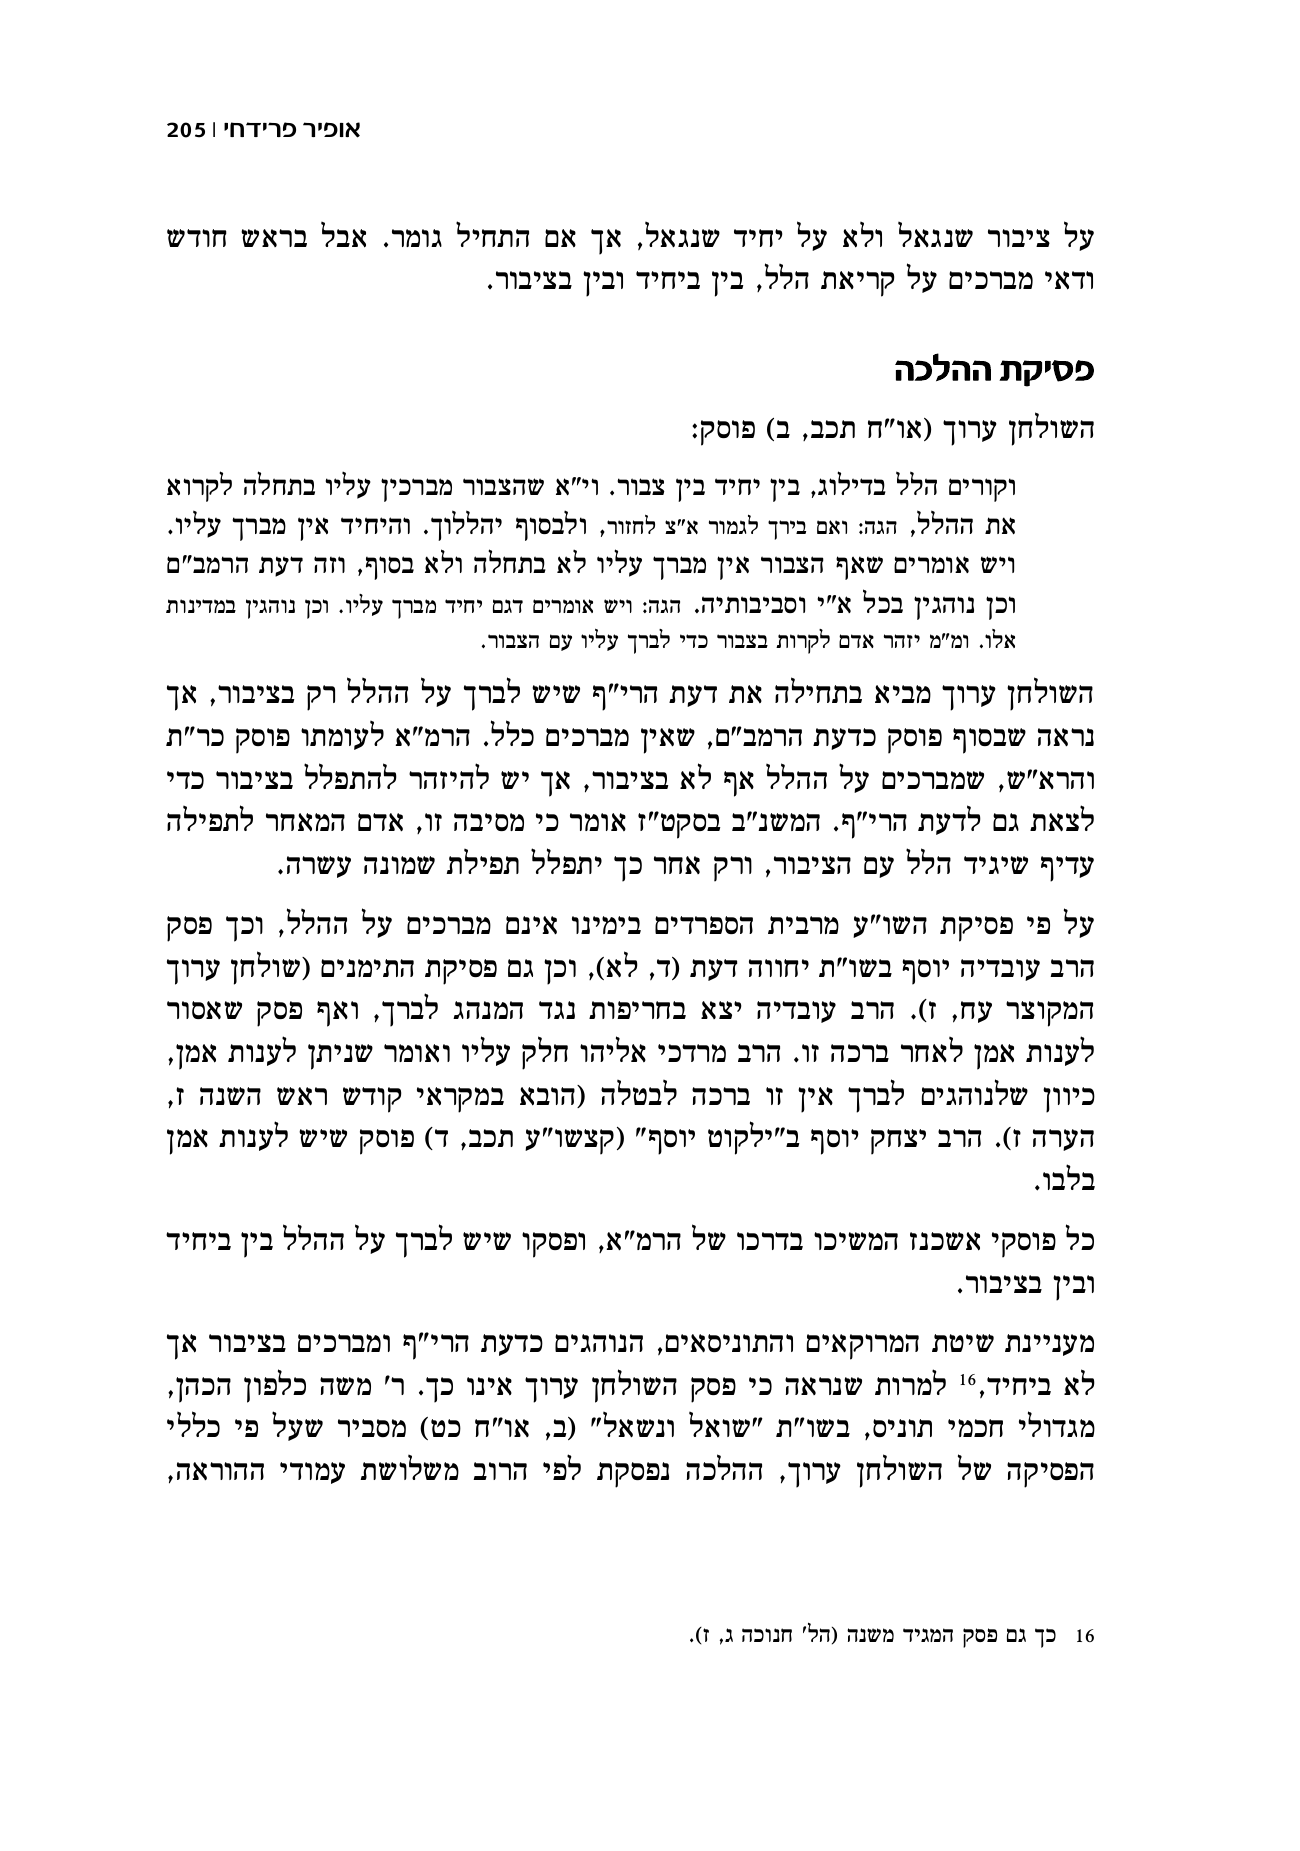 אופיר פרידחי | 205
על ציבור שנגאל ולא על יחיד שנגאל, אך אם התחיל גומר. אבל בראש חודש
ודאי מברכים על קריאת הלל, בין ביחיד ובין בציבור.
פסיקת ההלכה
השולחן ערוך (או"ח תכב, ב) פוסק:
וקורים הלל בדילוג, בין יחיד בין צבור. וי"א שהצבור מברכין עליו בתחלה לקרוא
את ההלל, הגה: ואם בירך לגמור א"צ לחזור, ולבסוף יהללוך. והיחיד אין מברך עליו.
ויש אומרים שאף הצבור אין מברך עליו לא בתחלה ולא בסוף, וזה דעת הרמב"ם
וכן נוהגין בכל א"י וסביבותיה. הגה: ויש אומרים דגם יחיד מברך עליו. וכן נוהגין במדינות
אלו. ומ"מ יזהר אדם לקרות בצבור כדי לברך עליו עם הצבור.
השולחן ערוך מביא בתחילה את דעת הרי"ף שיש לברך על ההלל רק בציבור, אך
נראה שבסוף פוסק כדעת הרמב"ם, שאין מברכים כלל. הרמ"א לעומתו פוסק כר"ת
והרא"ש, שמברכים על ההלל אף לא בציבור, אך יש להיזהר להתפלל בציבור כדי
לצאת גם לדעת הרי"ף. המשנ"ב בסקט"ז אומר כי מסיבה זו, אדם המאחר לתפילה
עדיף שיגיד הלל עם הציבור, ורק אחר כך יתפלל תפילת שמונה עשרה.
על פי פסיקת השו"ע מרבית הספרדים בימינו אינם מברכים על ההלל, וכך פסק
הרב עובדיה יוסף בשו"ת יחווה דעת (ד, לא), וכן גם פסיקת התימנים (שולחן ערוך
המקוצר עח, ז). הרב עובדיה יצא בחריפות נגד המנהג לברך, ואף פסק שאסור
לענות אמן לאחר ברכה זו. הרב מרדכי אליהו חלק עליו ואומר שניתן לענות אמן,
כיוון שלנוהגים לברך אין זו ברכה לבטלה (הובא במקראי קודש ראש השנה ז,
הערה ז). הרב יצחק יוסף ב"ילקוט יוסף" (קצשו"ע תכב, ד) פוסק שיש לענות אמן
בלבו.
כל פוסקי אשכנז המשיכו בדרכו של הרמ"א, ופסקו שיש לברך על ההלל בין ביחיד
ובין בציבור.
מעניינת שיטת המרוקאים והתוניסאים, הנוהגים כדעת הרי"ף ומברכים בציבור אך
לא ביחיד,16 למרות שנראה כי פסק השולחן ערוך אינו כך. ר' משה כלפון הכהן,
מגדולי חכמי תוניס, בשו"ת "שואל ונשאל" (ב, או"ח כט) מסביר שעל פי כללי
הפסיקה של השולחן ערוך, ההלכה נפסקת לפי הרוב משלושת עמודי ההוראה,
16 כך גם פסק המגיד משנה (הל' חנוכה ג, ז).